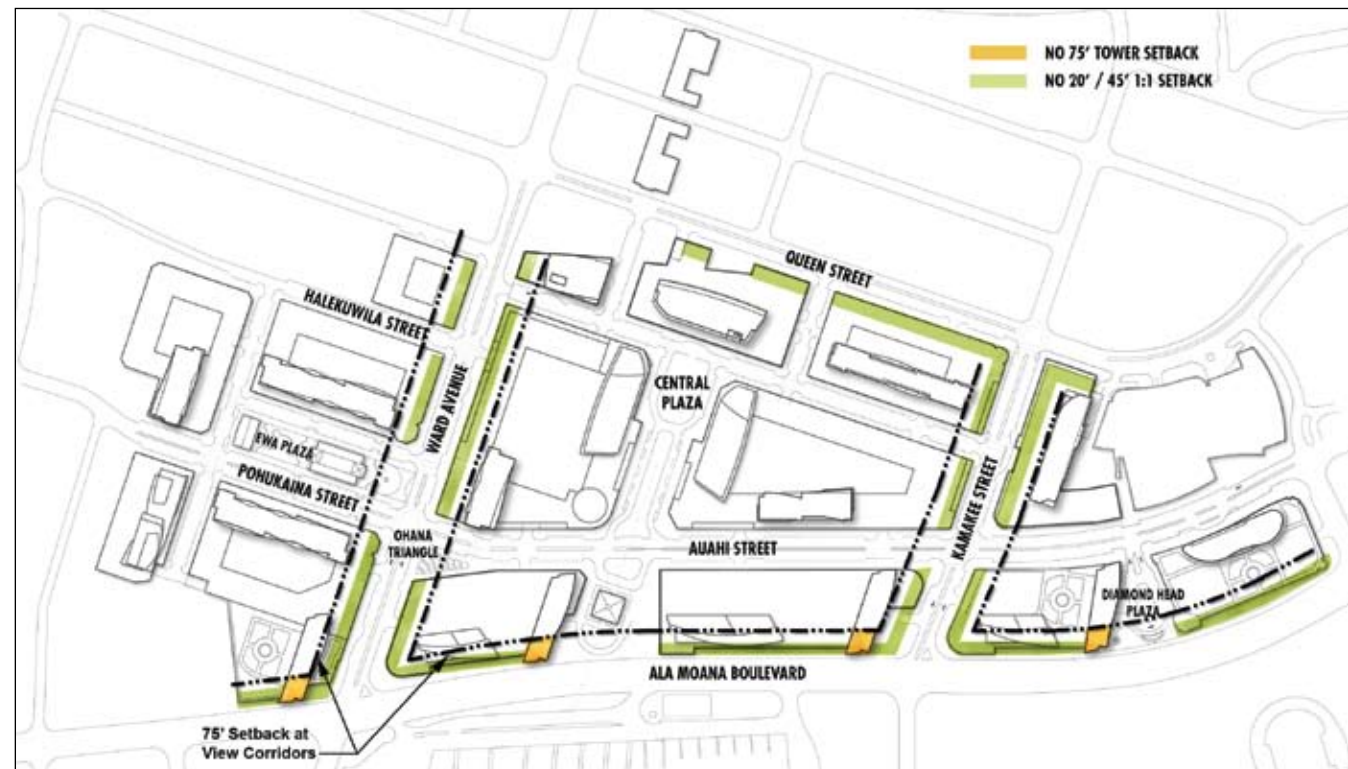 NO 75' TOWER SETBACK
NO 20' / 45' 1:1 SETBACK
QUEEN STREET
HALEKUWILA STREET
WARD AVENUE
CENTRAL
PLAZA
EWA PLAZA
POHUKAINA STREET
KAMAKEE STREET
OHANA
TRIANGLE
AUAHI STREET
DIAMOND HEAD
PLAZA
ALA MOANA BOULEVARD
75' Setback at
View Corridors